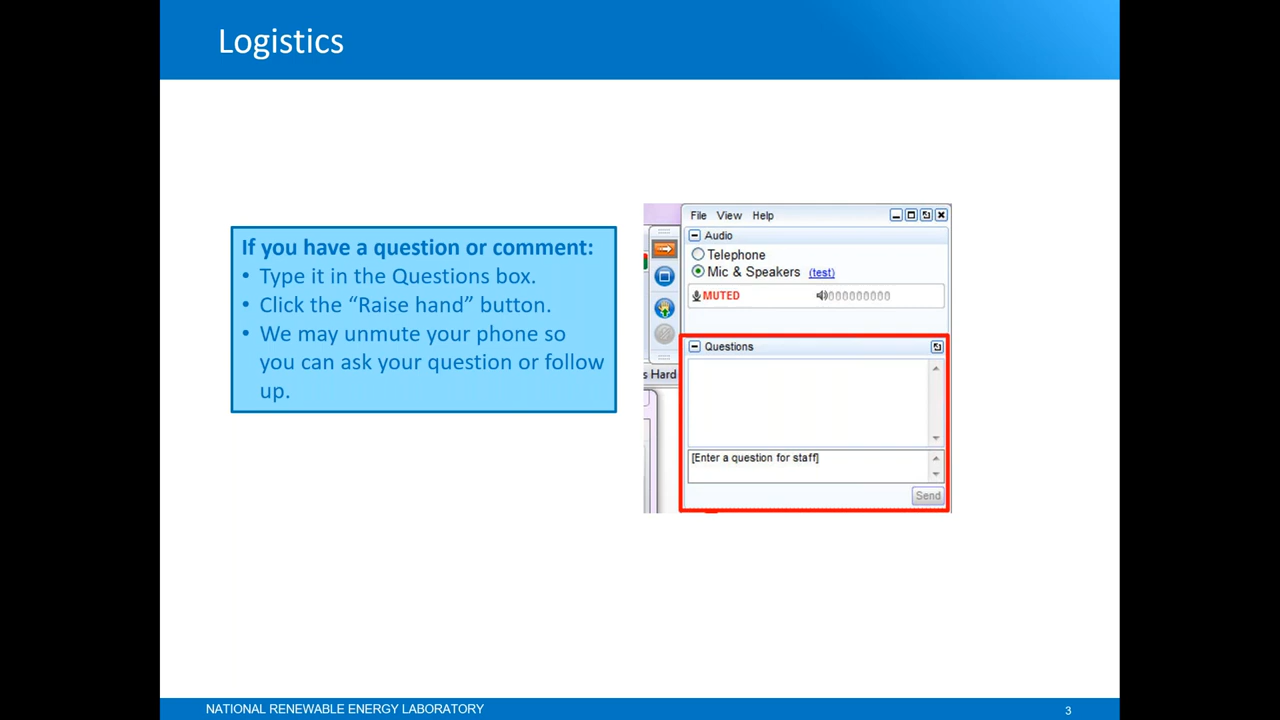 Logistics
If you have a question or comment:
• Type it in the Questions box.
• Click the “Raise hand” button.
• We may unmute your phone so
you can ask your question or follow
up.
File View Help
Audio
Telephone
Mic & Speakers (test)
MUTED
Questions
s Hard
[Enter a question for staff]
Send
NATIONAL RENEWABLE ENERGY LABORATORY
3